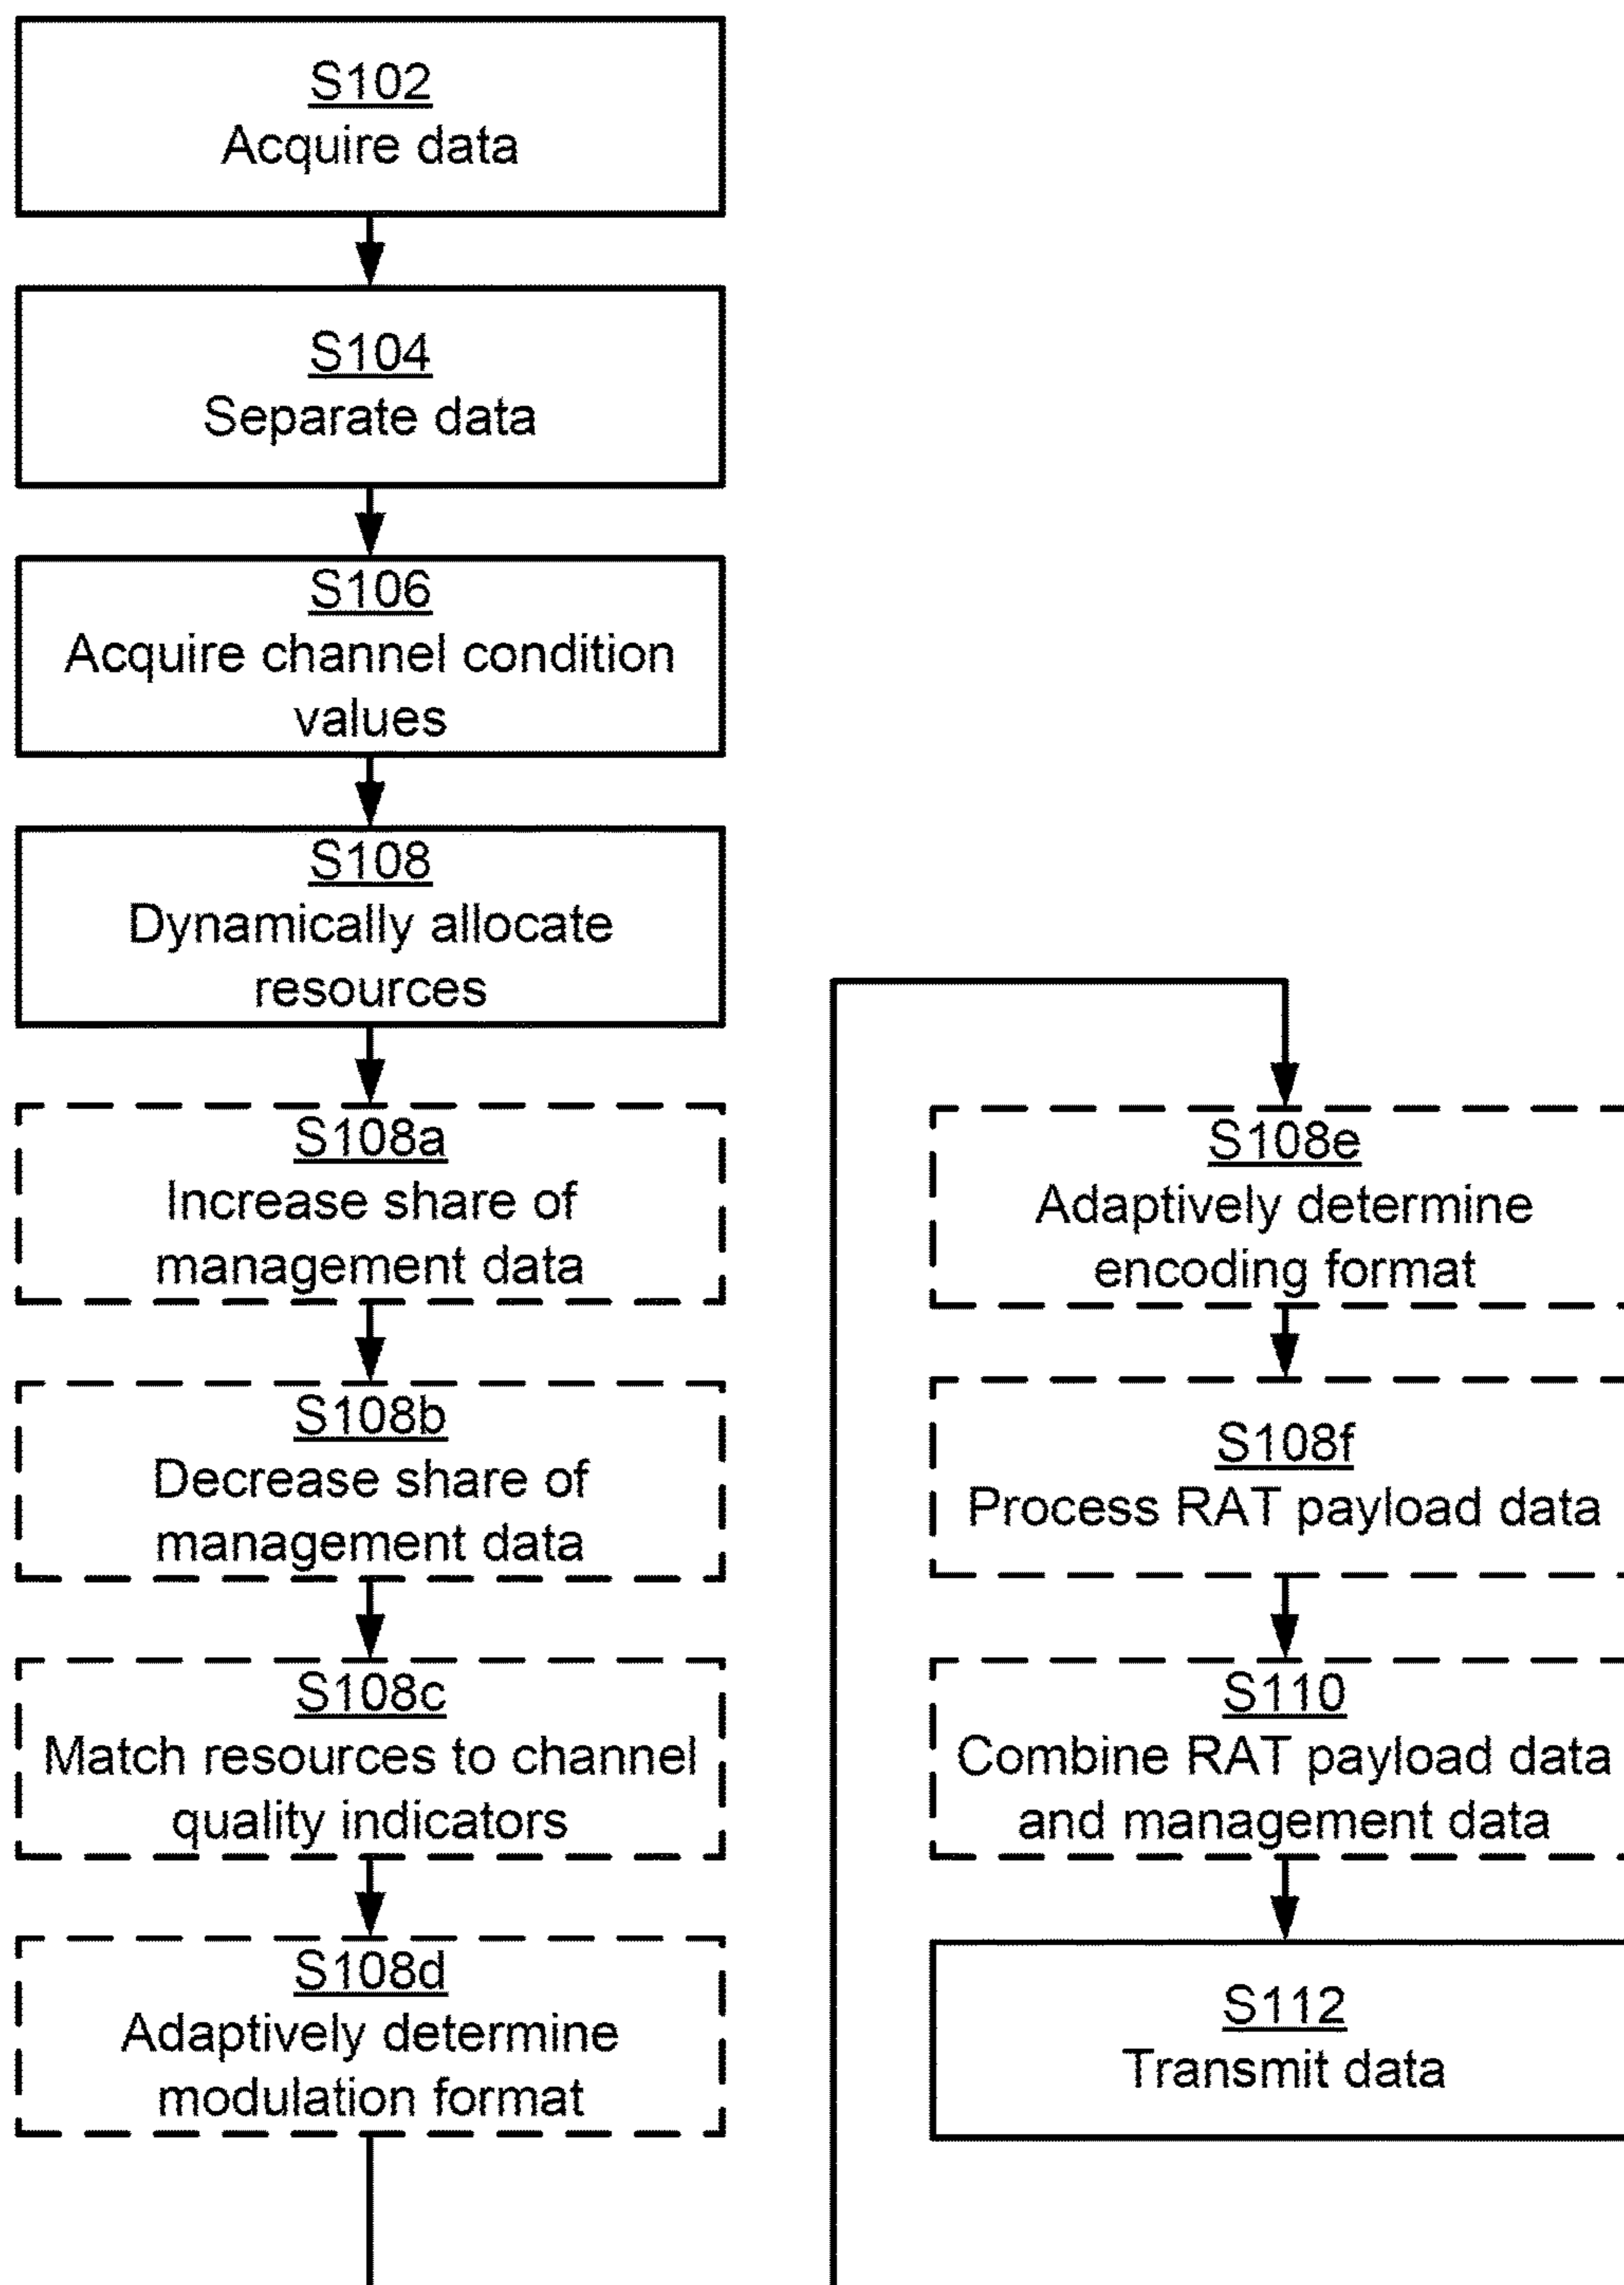 S102
Acquire data
S104
Separate data
S106
Acquire channel condition
values
S108
Dynamically allocate
resources
S108a
Increase share of
management data
S108b
Decrease share of
management data
S108c
Match resources to channel
quality indicators
S108d
Adaptively determine
modulation format
S108e
Adaptively determine
encoding format
S108f
Process RAT payload data
S110
Combine RAT payload data
and management data
S112
Transmit data